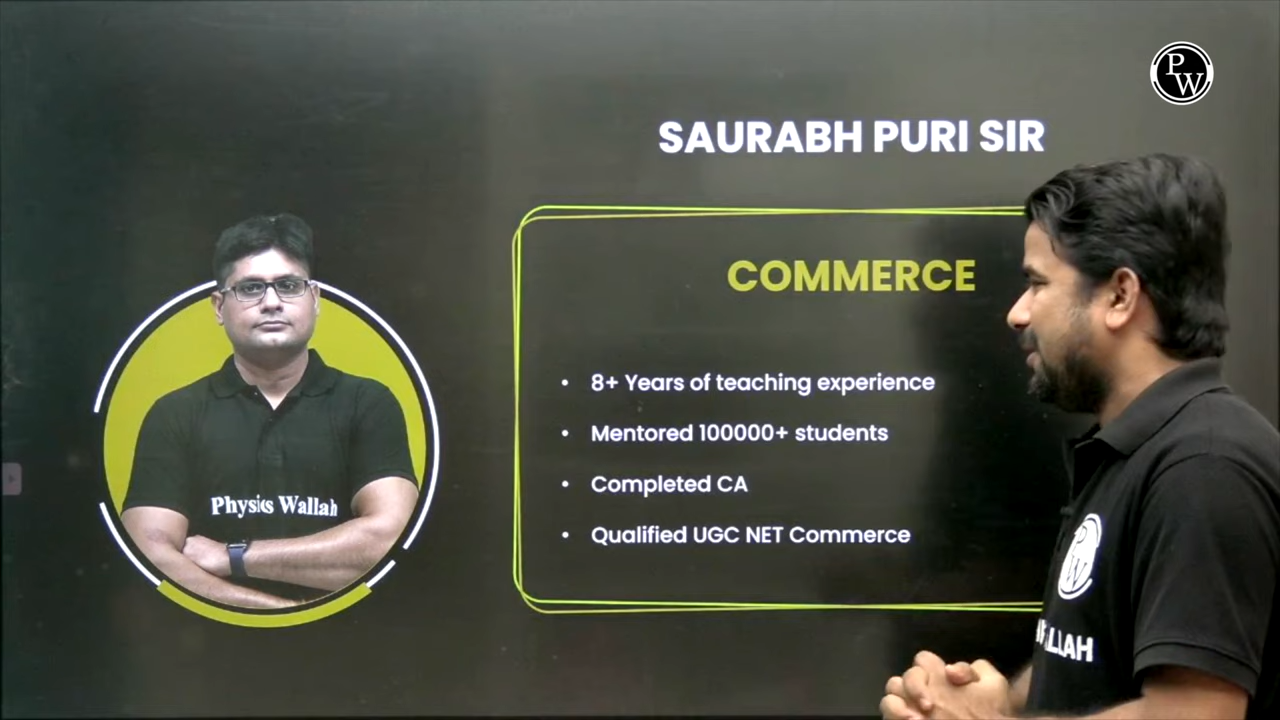 PW
SAURABH PURI SIR
COMMERCE
• 8+ Years of teaching experience
• Mentored 100000+ students
• Completed CA
• Qualified UGC NET Commerce
Physics Wallah
PW